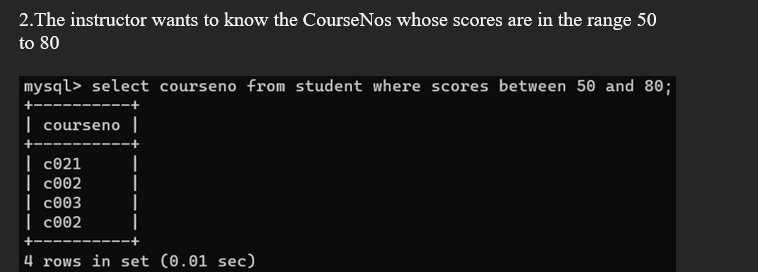 2.The instructor wants to know the CourseNos whose scores are in the range 50
to 80
mysql> select courseno from student where scores between 50 and 80;
+----------+
| courseno |
+----------+
| c021     |
| c002     |
| c003     |
| c002     |
+----------+
4 rows in set (0.01 sec)